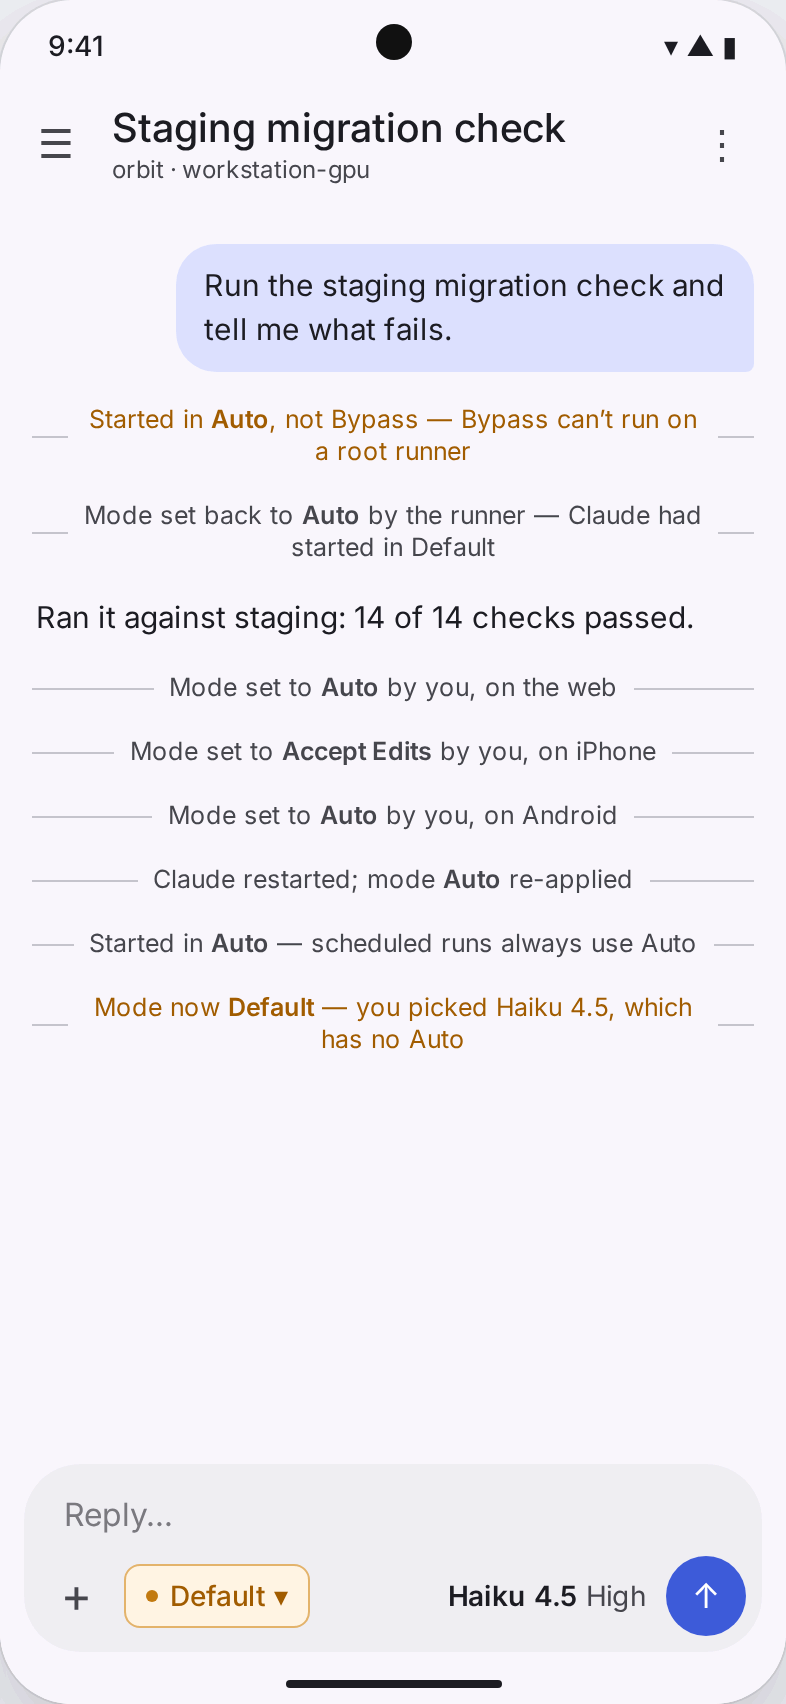 9:41
Staging migration check
orbit · workstation-gpu
Run the staging migration check and
tell me what fails.
Started in Auto, not Bypass — Bypass can’t run on
a root runner
Mode set back to Auto by the runner — Claude had
started in Default
Ran it against staging: 14 of 14 checks passed.
Mode set to Auto by you, on the web
Mode set to Accept Edits by you, on iPhone
Mode set to Auto by you, on Android
Claude restarted; mode Auto re-applied
Started in Auto — scheduled runs always use Auto
Mode now Default — you picked Haiku 4.5, which
has no Auto
Reply...
+ Default ▾ Haiku 4.5 High